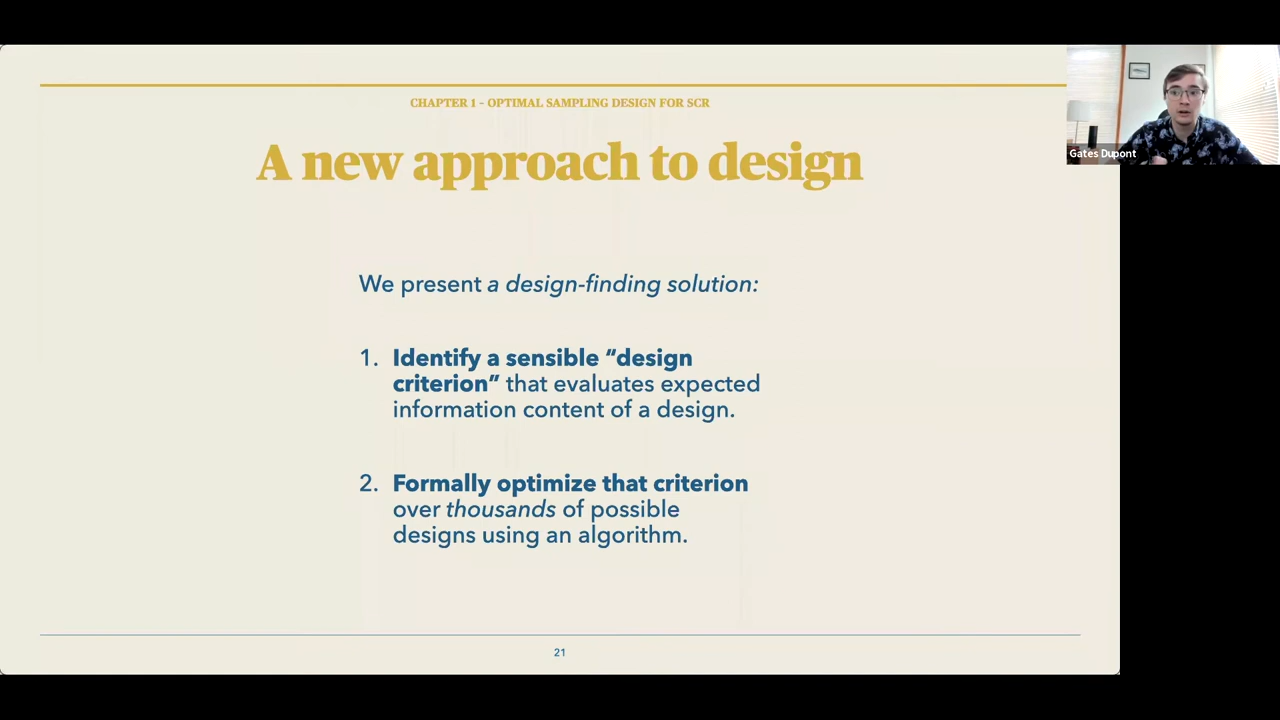 CHAPTER 1 - OPTIMAL SAMPLING DESIGN FOR SCR
A new approach to design
We present a design-finding solution:
1. Identify a sensible “design
criterion” that evaluates expected
information content of a design.
2. Formally optimize that criterion
over thousands of possible
designs using an algorithm.
21
Gates Dupont